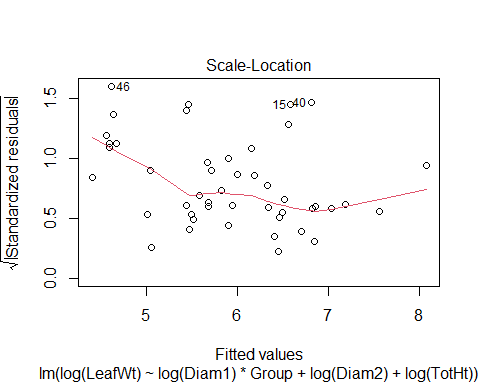 Scale-Location
√|Standardized residuals|
1.5
1.0
0.5
0.0
46
15
40
5
6
7
8
Fitted values
lm(log(LeafWt) ~ log(Diam1) * Group + log(Diam2) + log(TotHt))